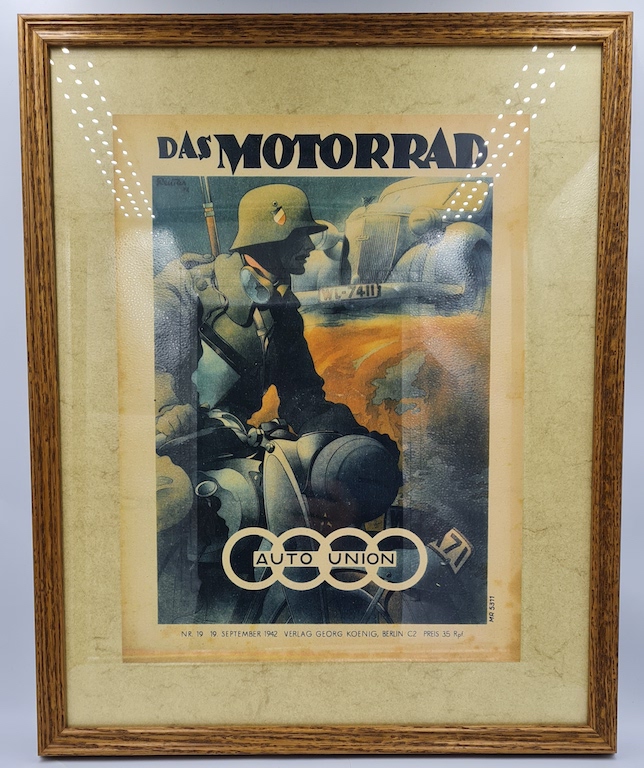 DAS MOTORRAD
WL-7411
AUTO UNION
71
MR 5311
NR. 19 19. SEPTEMBER 1942 VERLAG GEORG KOENIG, BERLIN C2 PREIS 35 Rpf